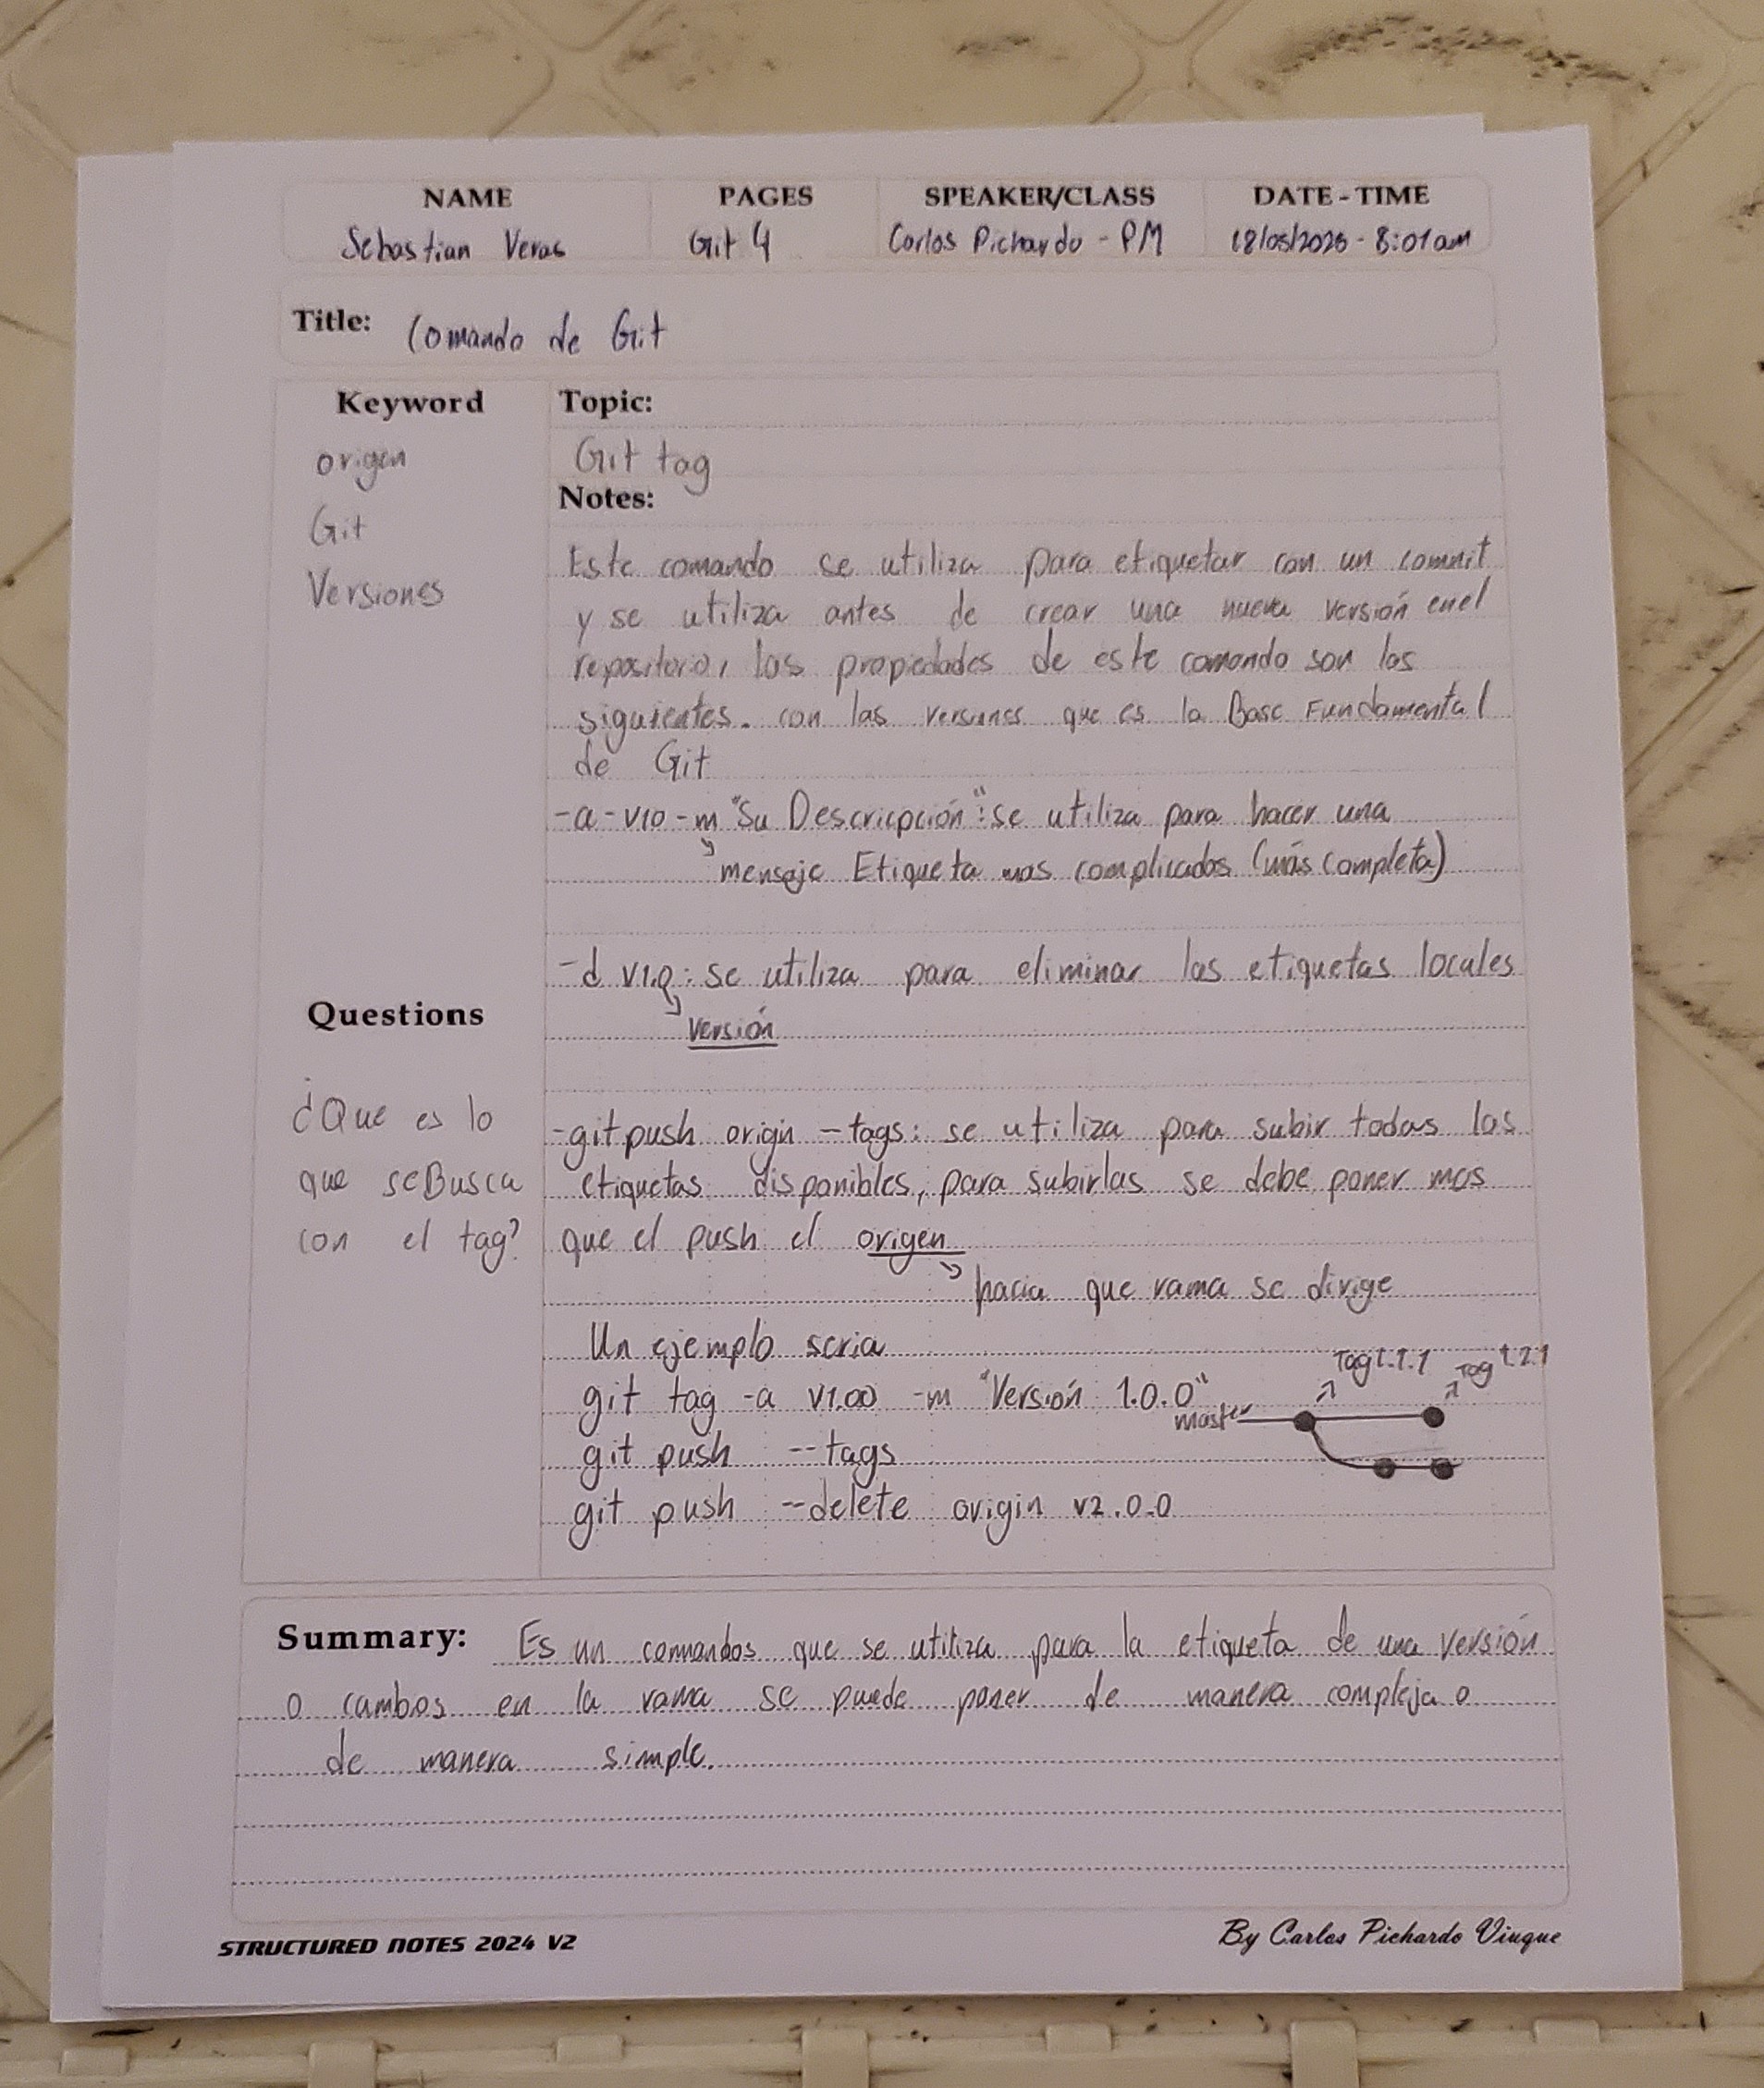 NAME PAGES SPEAKER/CLASS DATE-TIME
Sebastian Veras Git 4 Carlos Pichardo - PM 18/05/2025 - 8:01am
Title: Comando de Git
Keyword
origen
Git
Versiones
Topic:
Git tag
Notes:
Este comando se utiliza para etiquetar con un commit
y se utiliza antes de crear una nueva versión en el
repositorio, las propiedades de este comando son las
siguientes. con las versiones que es la Base Fundamental
de Git
-a -v10 -m "Su Descricpción": se utiliza para hacer una
mensaje Etiqueta mas complicados (más completa)
-d v1.0: se utiliza para eliminar las etiquetas locales
versión
Questions
¿Que es lo
que se Busca
con el tag?
-git push origin --tags: se utiliza para subir todas las
etiquetas disponibles, para subirlas se debe poner mas
que el push el origen
hacia que rama se dirige
Un ejemplo seria
git tag -a v1.00 -m "Versión 1.0.0"
git push --tags
git push --delete origin v2.0.0
master
Tag 1.1.1 Tag 1.2.1
Summary: Es un comandos que se utiliza para la etiqueta de una versión
o cambos en la rama se puede poner de manera compleja o
de manera simple.
STRUCTURED NOTES 2024 V2 By Carlos Pichardo Viuque